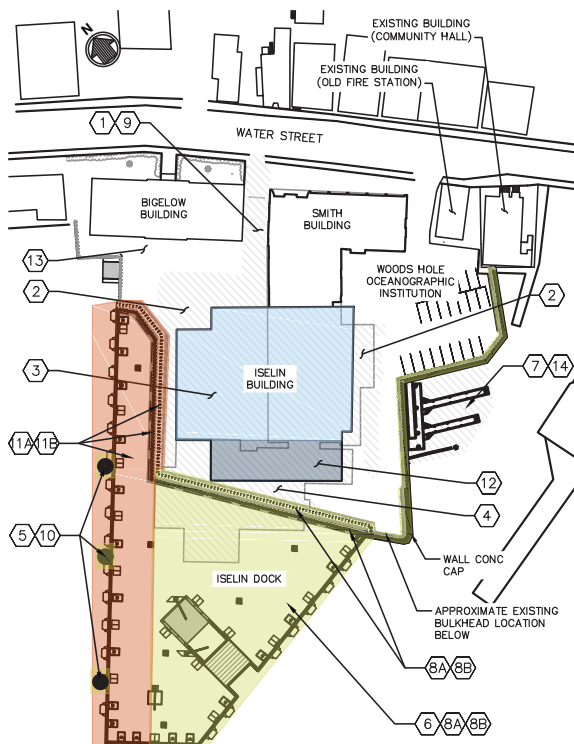 N
EXISTING BUILDING
(COMMUNITY HALL)
EXISTING BUILDING
(OLD FIRE STATION)
1 9
WATER STREET
BIGELOW
BUILDING
SMITH
BUILDING
13
WOODS HOLE
OCEANOGRAPHIC
INSTITUTION
2
2
3
ISELIN
BUILDING
7 14
11A 11B
12
4
5 10
WALL CONC
CAP
ISELIN DOCK
APPROXIMATE EXISTING
BULKHEAD LOCATION
BELOW
8A 8B
6 8A 8B